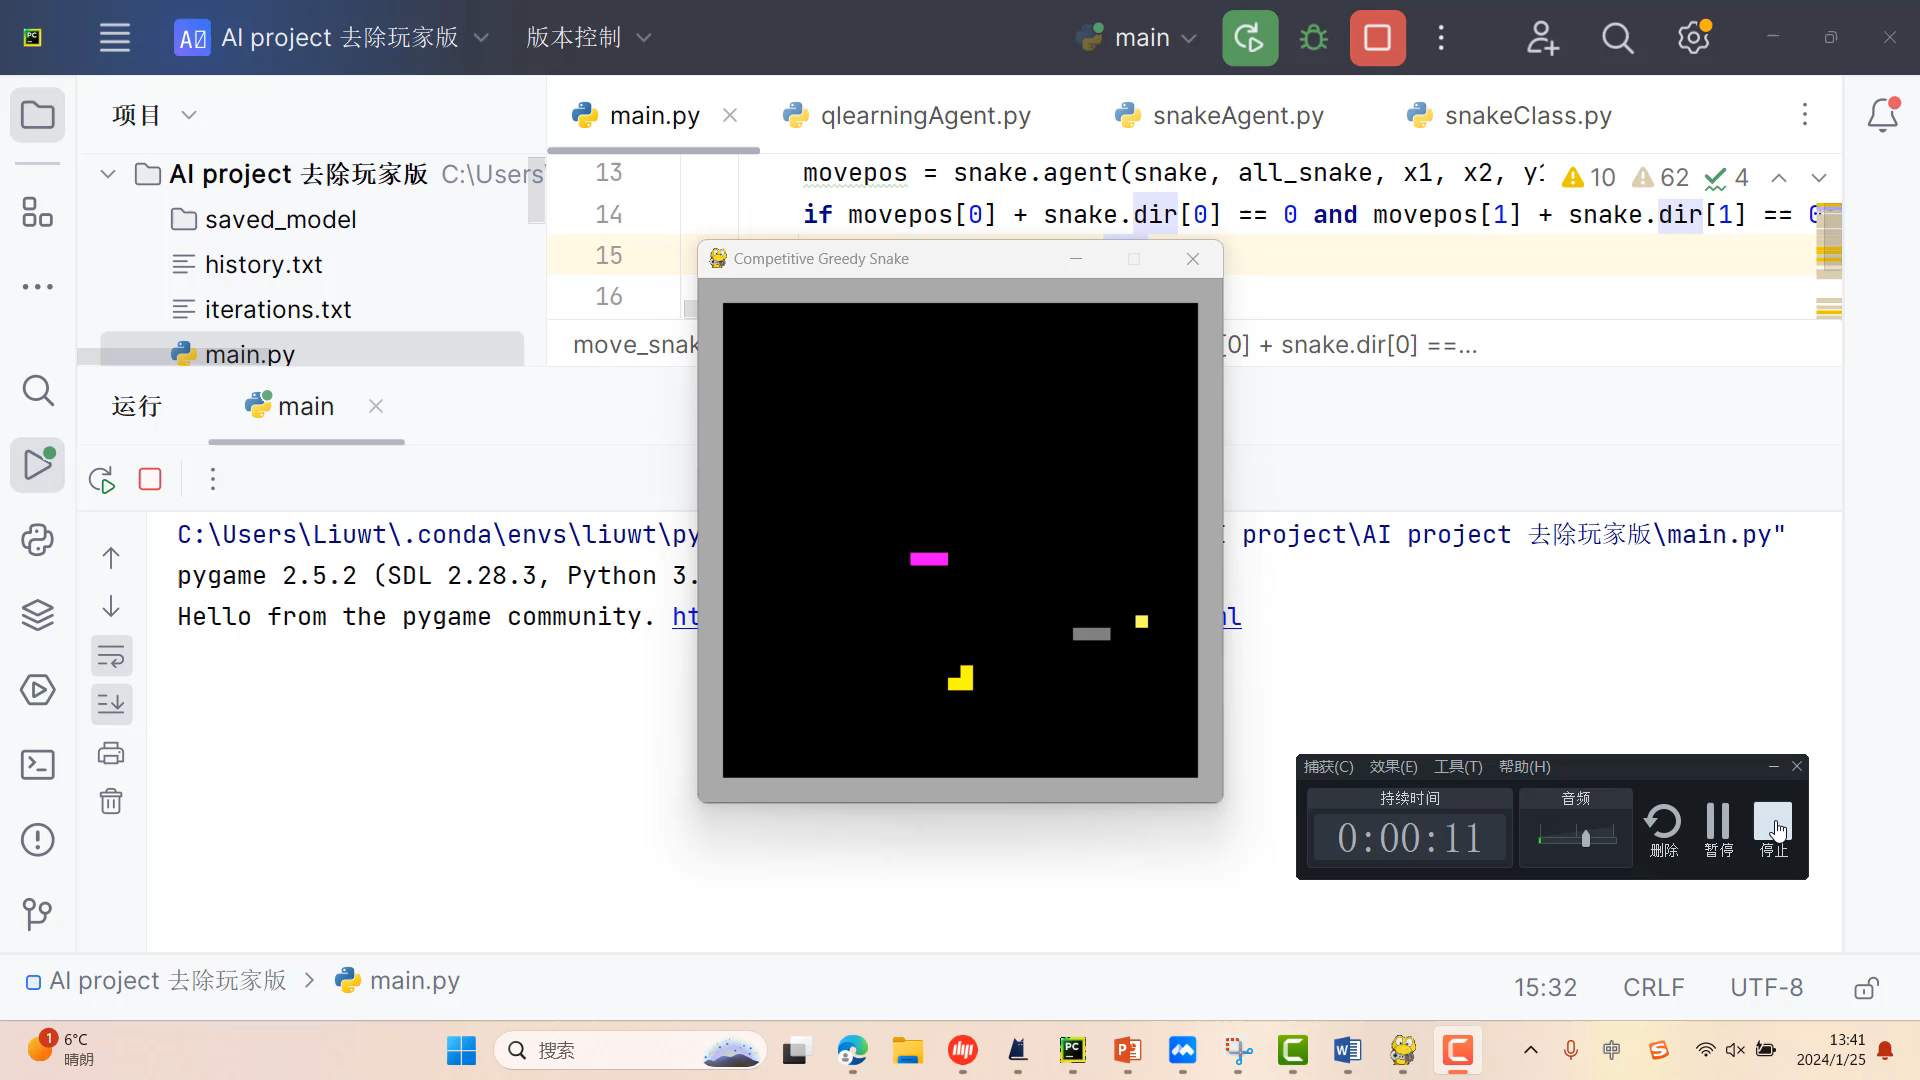 AI project 去除玩家版
版本控制
main
项目
main.py
qlearningAgent.py
snakeAgent.py
snakeClass.py
AI project 去除玩家版 C:\Users
saved_model
history.txt
iterations.txt
main.py
13 movepos = snake.agent(snake, all_snake, x1, x2, y
14 if movepos[0] + snake.dir[0] == 0 and movepos[1] + snake.dir[1] == 0
15
16
10 62 4
move_snak [0] + snake.dir[0] ==...
Competitive Greedy Snake
运行
main
C:\Users\Liuwt\.conda\envs\liuwt\py project\AI project 去除玩家版\main.py"
pygame 2.5.2 (SDL 2.28.3, Python 3.
Hello from the pygame community. ht
捕获(C) 效果(E) 工具(T) 帮助(H)
持续时间
0:00:11
音频
删除
暂停
停止
AI project 去除玩家版 > main.py
15:32
CRLF
UTF-8
1
6°C
晴朗
搜索
中
13:41
2024/1/25